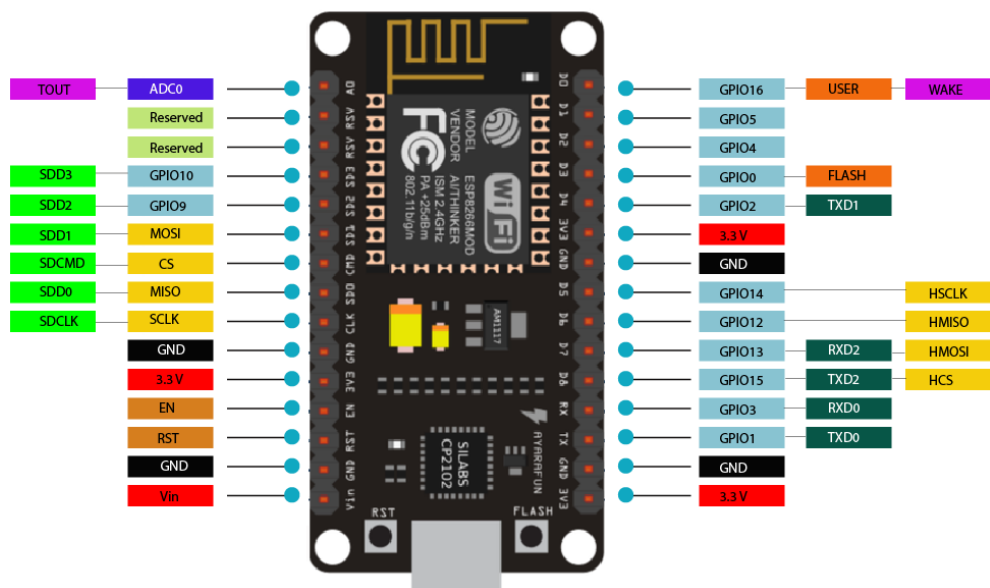 TOUT ADC0
Reserved
Reserved
SDD3 GPIO10
SDD2 GPIO9
SDD1 MOSI
SDCMD CS
SDD0 MISO
SDCLK SCLK
GND
3.3 V
EN
RST
GND
Vin
A0
RSV
RSV
SD3
SD2
SD1
CMD
SD0
CLK
GND
3V3
EN
RST
GND
Vin
MODEL ESP8266MOD
VENDOR AI/THINKER
ISM 2.4GHz
PA +25dBm
802.11b/g/n
FC
Wi Fi
AM1117
SILABS
CP2102
AYARAFUN
RST
FLASH
D0
D1
D2
D3
D4
3V3
GND
D5
D6
D7
D8
RX
TX
GND
3V3
GPIO16 USER WAKE
GPIO5
GPIO4
GPIO0 FLASH
GPIO2 TXD1
3.3 V
GND
GPIO14 HSCLK
GPIO12 HMISO
GPIO13 RXD2 HMOSI
GPIO15 TXD2 HCS
GPIO3 RXD0
GPIO1 TXD0
GND
3.3 V